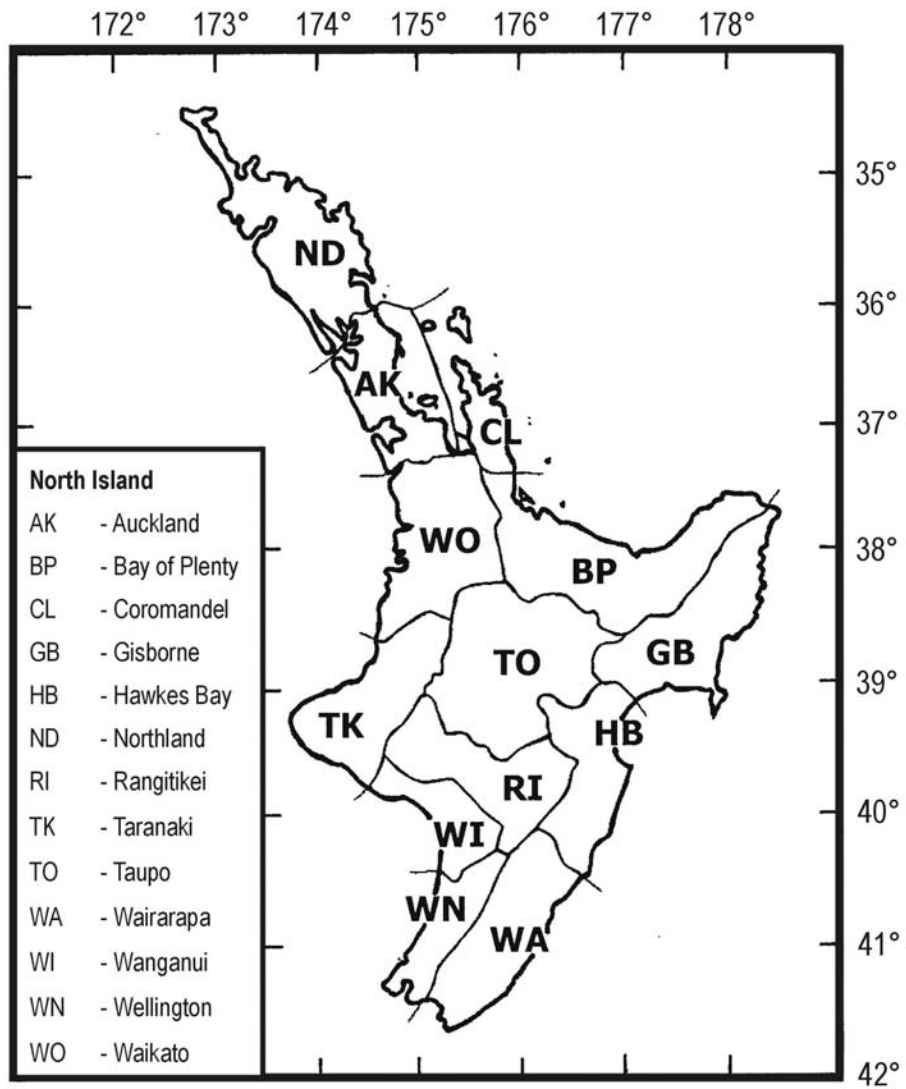 172° 173° 174° 175° 176° 177° 178°
35°
ND
36°
AK
37°
CL
North Island
AK - Auckland
WO
38°
BP - Bay of Plenty
BP
CL - Coromandel
GB - Gisborne
GB
TO
39°
HB - Hawkes Bay
TK
HB
ND - Northland
RI - Rangitikei
RI
40°
TK - Taranaki
WI
TO - Taupo
WN
WA - Wairarapa
WA
41°
WI - Wanganui
WN - Wellington
WO - Waikato
42°